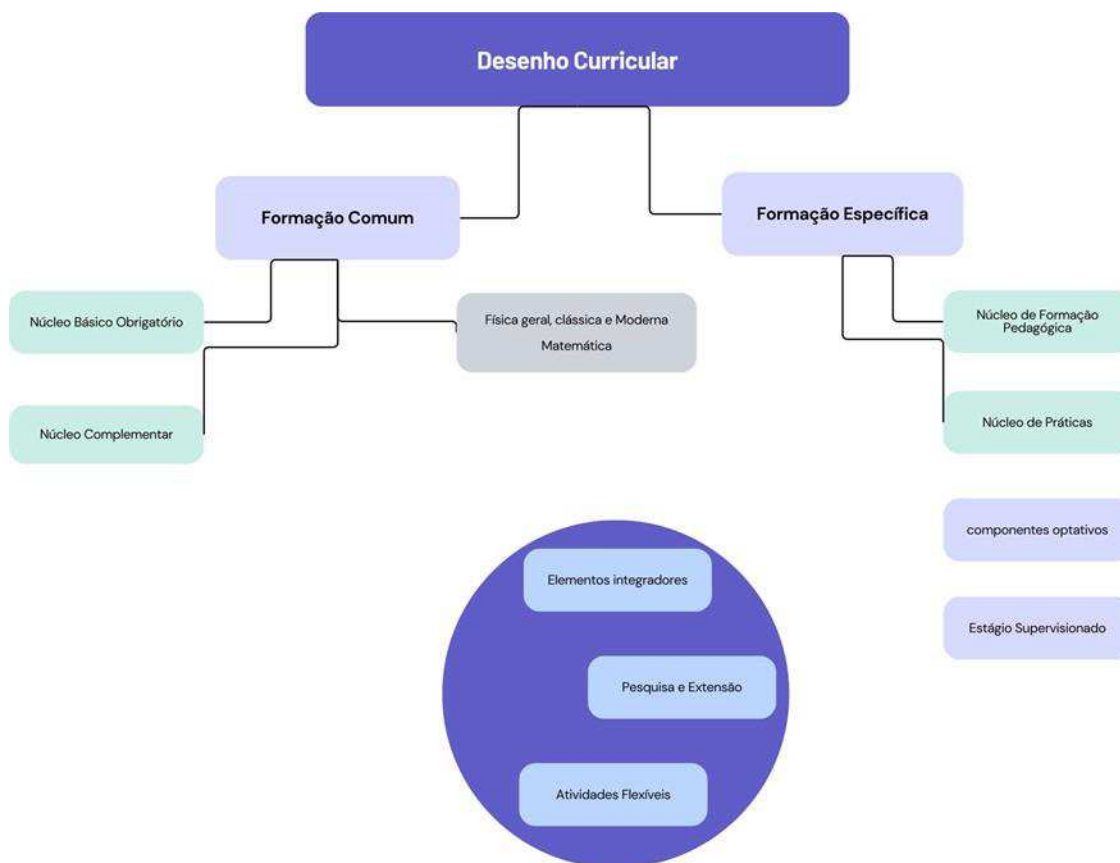 Desenho Curricular
Formação Comum
Formação Específica
Núcleo Básico Obrigatório
Física geral, clássica e Moderna
Matemática
Núcleo de Formação
Pedagógica
Núcleo Complementar
Núcleo de Práticas
componentes optativos
Elementos integradores
Estágio Supervisionado
Pesquisa e Extensão
Atividades Flexíveis